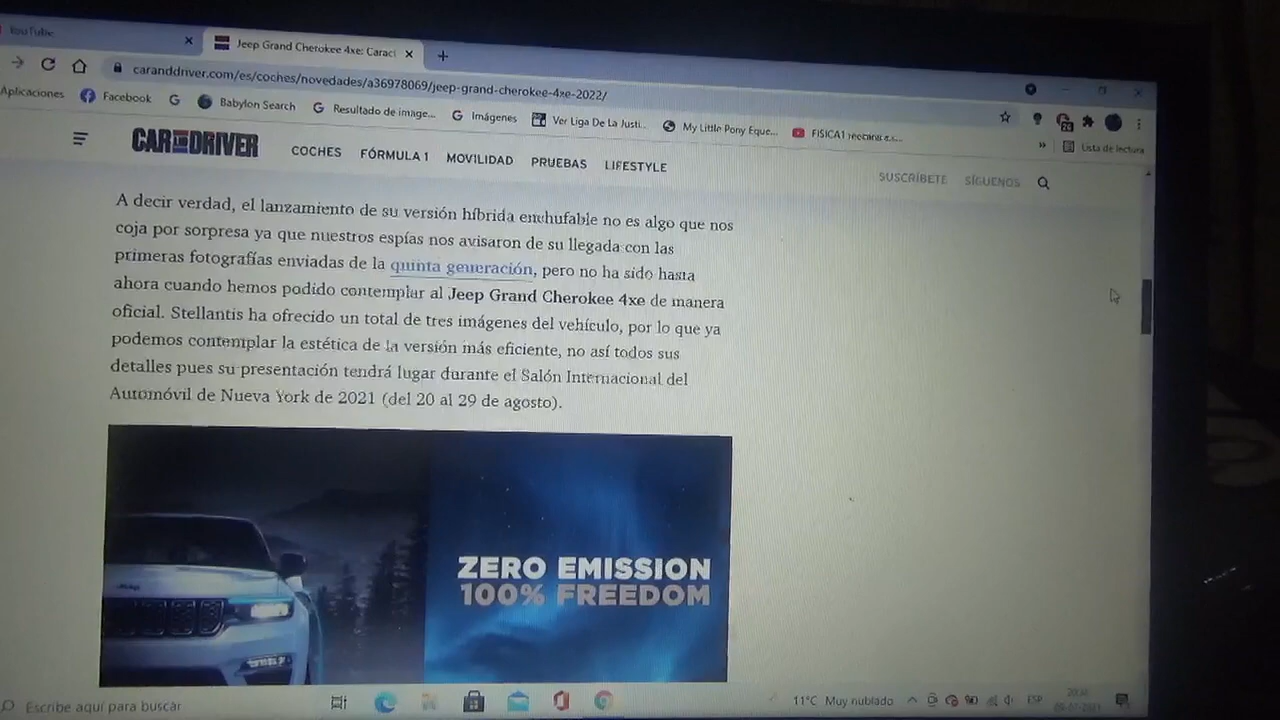 YouTube
Jeep Grand Cherokee 4xe: Caract
caranddriver.com/es/coches/novedades/a36978069/jeep-grand-cherokee-4xe-2022/
Aplicaciones Facebook Babylon Search Resultado de image... Imágenes Ver Liga De La Justi... My Little Pony Eque...
Lista de lectura
CAR AND DRIVER COCHES FÓRMULA 1 MOVILIDAD PRUEBAS LIFESTYLE SUSCRÍBETE SÍGUENOS
A decir verdad, el lanzamiento de su versión híbrida enchufable no es algo que nos
coja por sorpresa ya que nuestros espías nos avisaron de su llegada con las
primeras fotografías enviadas de la quinta generación, pero no ha sido hasta
ahora cuando hemos podido contemplar al Jeep Grand Cherokee 4xe de manera
oficial. Stellantis ha ofrecido un total de tres imágenes del vehículo, por lo que ya
podemos contemplar la estética de la versión más eficiente, no así todos sus
detalles pues su presentación tendrá lugar durante el Salón Internacional del
Automóvil de Nueva York de 2021 (del 20 al 29 de agosto).
ZERO EMISSION
100% FREEDOM
Escribe aquí para buscar
11°C Muy nublado ESP